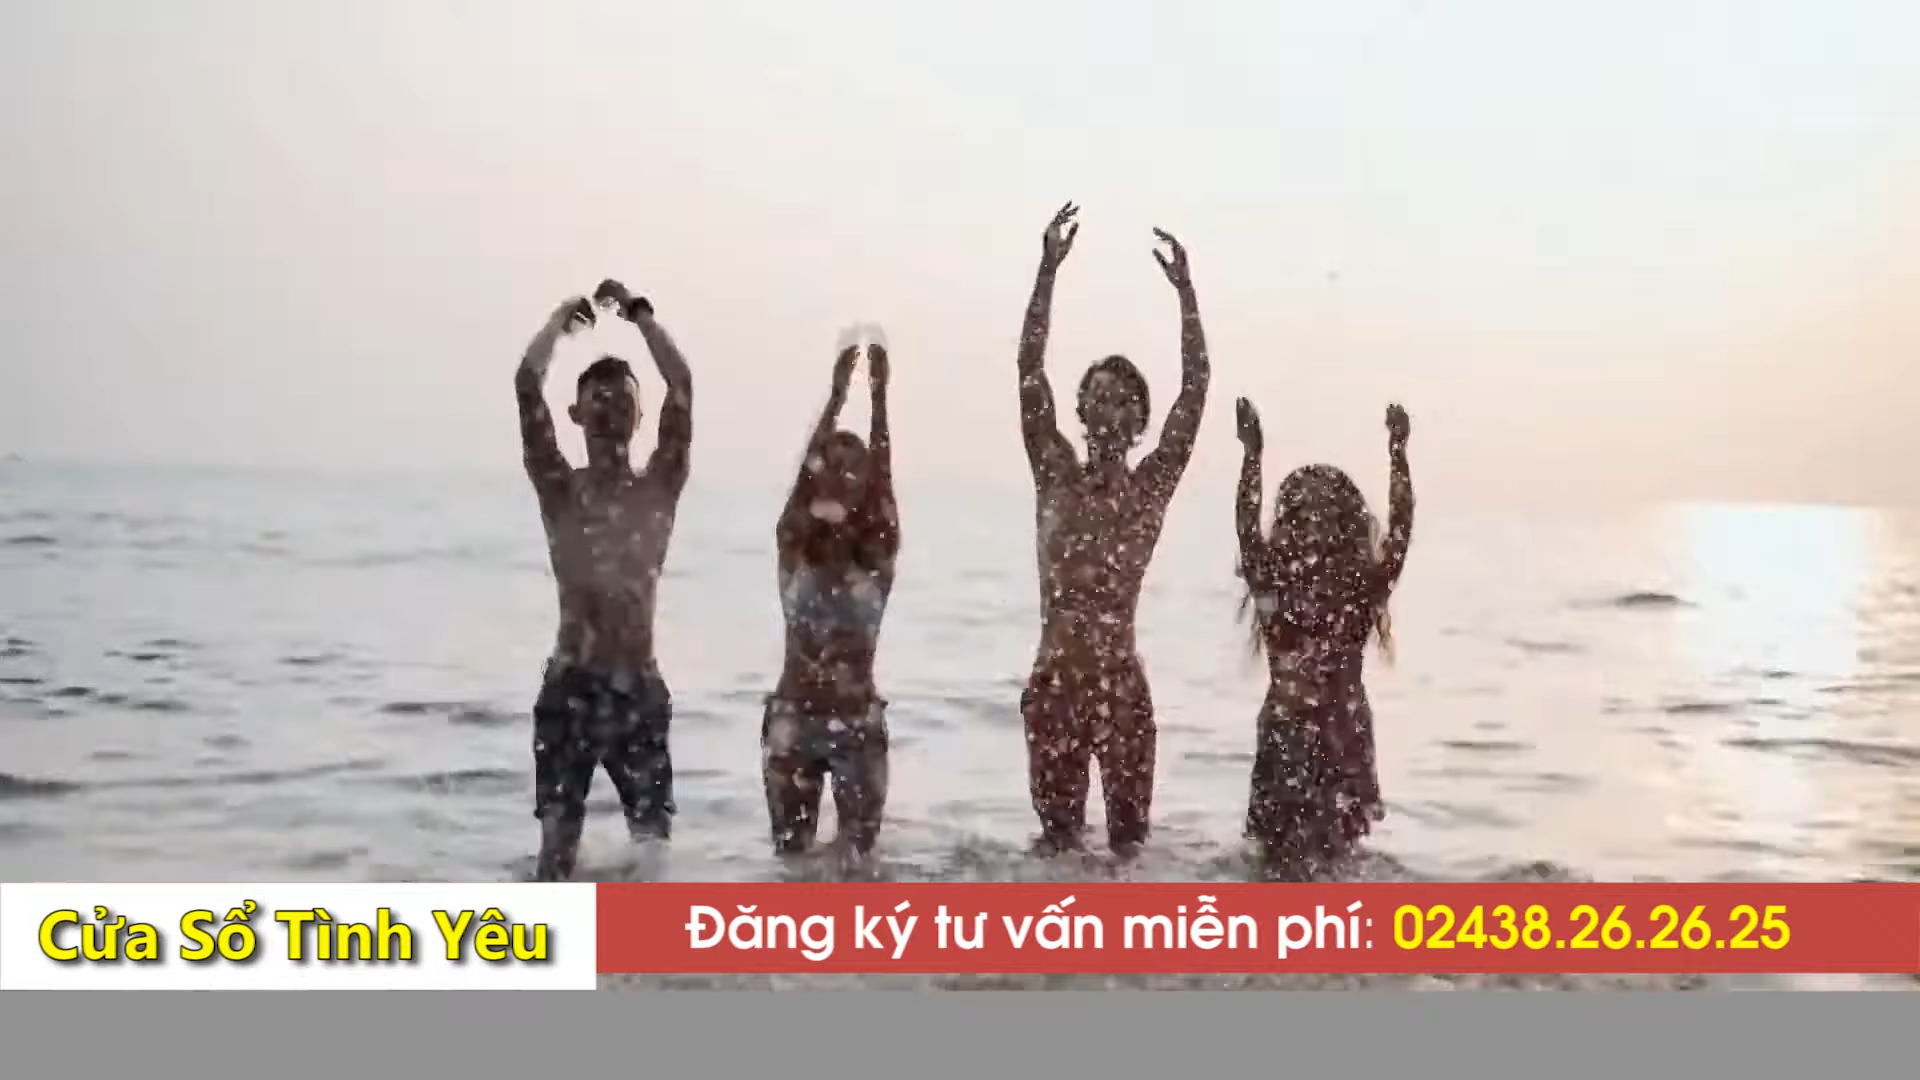 Cửa Sổ Tình Yêu
Đăng ký tư vấn miễn phí: 02438.26.26.25